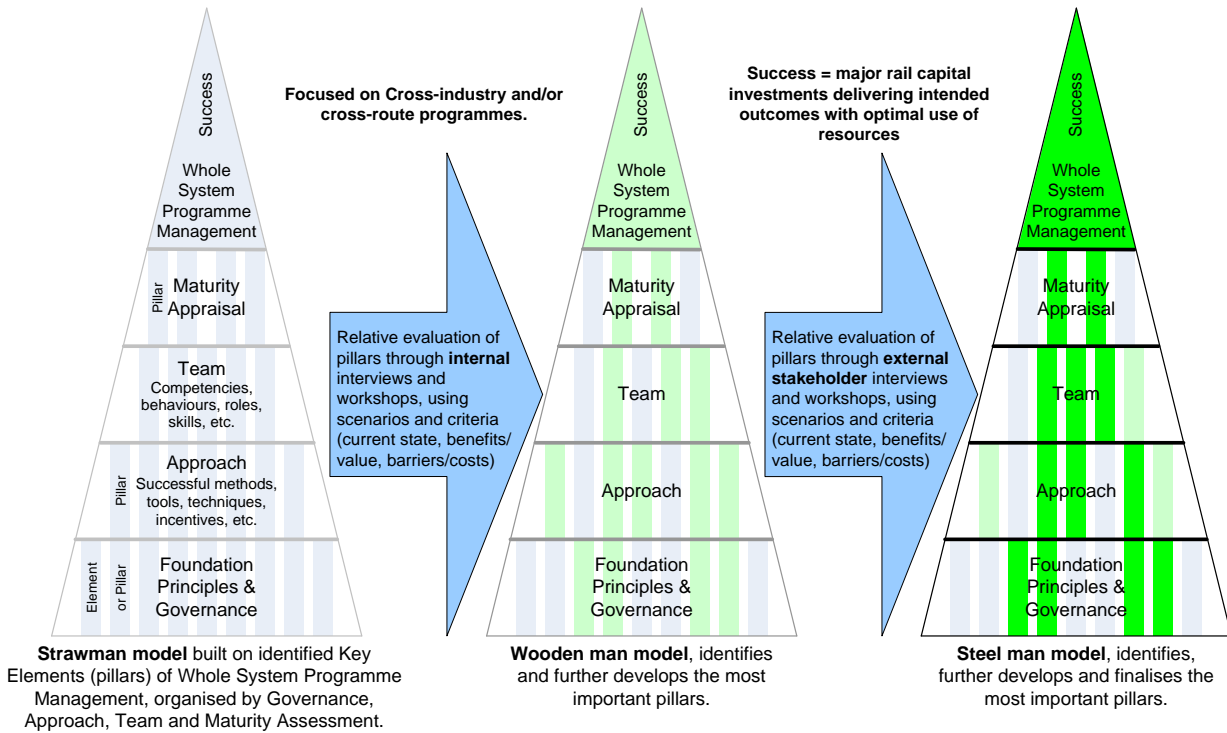 Success
Whole
System
Programme
Management
Pillar
Maturity
Appraisal
Team
Competencies,
behaviours, roles,
skills, etc.
Pillar
Approach
Successful methods,
tools, techniques,
incentives, etc.
Element
or Pillar
Foundation
Principles &
Governance
Strawman model built on identified Key
Elements (pillars) of Whole System Programme
Management, organised by Governance,
Approach, Team and Maturity Assessment.
Focused on Cross-industry and/or
cross-route programmes.
Relative evaluation of
pillars through internal
interviews and
workshops, using
scenarios and criteria
(current state, benefits/
value, barriers/costs)
Success
Whole
System
Programme
Management
Maturity
Appraisal
Team
Approach
Foundation
Principles &
Governance
Wooden man model, identifies
and further develops the most
important pillars.
Success = major rail capital
investments delivering intended
outcomes with optimal use of
resources
Relative evaluation of
pillars through external
stakeholder interviews
and workshops, using
scenarios and criteria
(current state, benefits/
value, barriers/costs)
Success
Whole
System
Programme
Management
Maturity
Appraisal
Team
Approach
Foundation
Principles &
Governance
Steel man model, identifies,
further develops and finalises the
most important pillars.